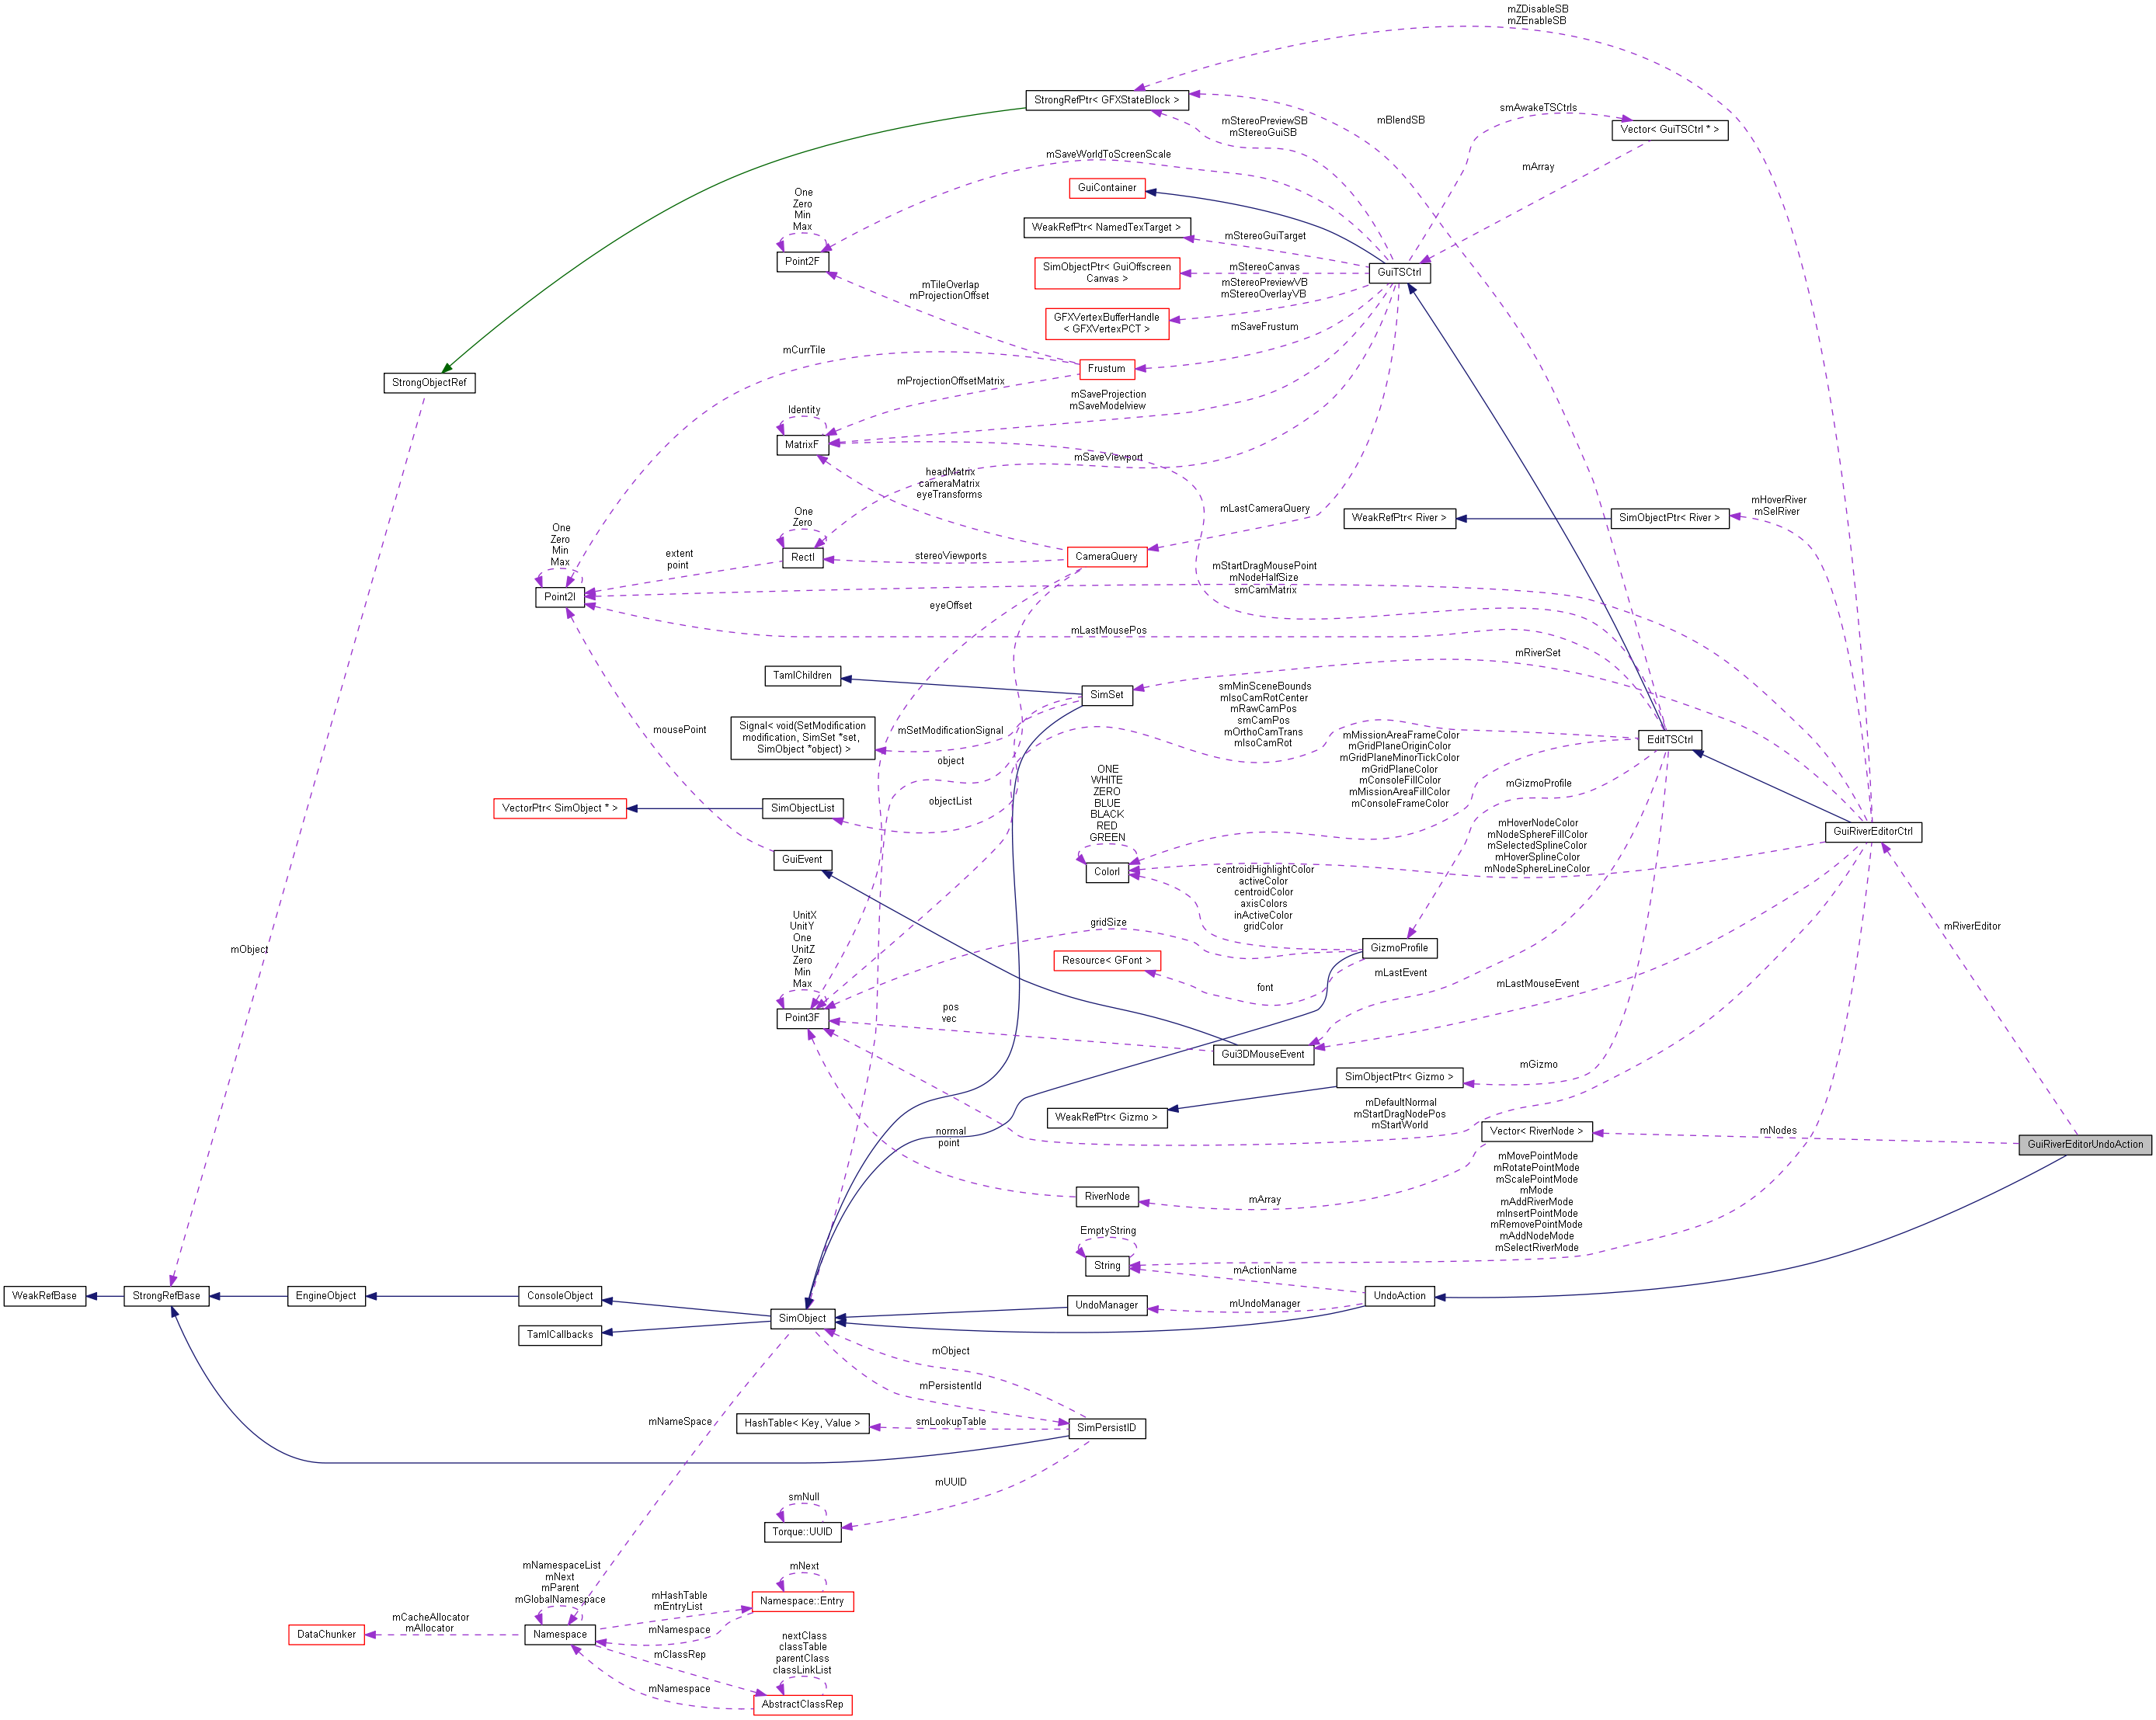 mZDisableSB
mZEnableSB
StrongRefPtr< GFXStateBlock >
smAwakeTSCtrls
mStereoPreviewSB
mStereoGuiSB
mBlendSB
Vector< GuiTSCtrl * >
mSaveWorldToScreenScale
mArray
GuiContainer
One
Zero
Min
Max
WeakRefPtr< NamedTexTarget >
mStereoGuiTarget
Point2F
SimObjectPtr< GuiOffscreen
Canvas >
mStereoCanvas
GuiTSCtrl
mStereoPreviewVB
mStereoOverlayVB
mTileOverlap
mProjectionOffset
GFXVertexBufferHandle
< GFXVertexPCT >
mSaveFrustum
mCurrTile
Frustum
StrongObjectRef
mProjectionOffsetMatrix
mSaveProjection
mSaveModelview
Identity
MatrixF
mSaveViewport
headMatrix
cameraMatrix
eyeTransforms
mLastCameraQuery
mHoverRiver
mSelRiver
One
Zero
WeakRefPtr< River >
SimObjectPtr< River >
One
Zero
Min
Max
extent
point
RectI
stereoViewports
CameraQuery
mStartDragMousePoint
mNodeHalfSize
smCamMatrix
Point2I
eyeOffset
mLastMousePos
mRiverSet
TamlChildren
SimSet
smMinSceneBounds
mIsoCamRotCenter
mRawCamPos
smCamPos
mOrthoCamTrans
mIsoCamRot
mousePoint
Signal< void(SetModification
modification, SimSet *set,
SimObject *object) >
mSetModificationSignal
EditTSCtrl
mMissionAreaFrameColor
mGridPlaneOriginColor
mGridPlaneMinorTickColor
mGridPlaneColor
mConsoleFillColor
mMissionAreaFillColor
mConsoleFrameColor
object
ONE
WHITE
ZERO
BLUE
BLACK
RED
GREEN
mGizmoProfile
VectorPtr< SimObject * >
SimObjectList
objectList
mHoverNodeColor
mNodeSphereFillColor
mSelectedSplineColor
mHoverSplineColor
mNodeSphereLineColor
GuiRiverEditorCtrl
GuiEvent
ColorI
centroidHighlightColor
activeColor
centroidColor
axisColors
inActiveColor
gridColor
UnitX
UnitY
One
UnitZ
Zero
Min
Max
gridSize
mRiverEditor
mObject
GizmoProfile
Resource< GFont >
mLastEvent
mLastMouseEvent
font
pos
vec
Point3F
Gui3DMouseEvent
mGizmo
SimObjectPtr< Gizmo >
WeakRefPtr< Gizmo >
mDefaultNormal
mStartDragNodePos
mStartWorld
normal
point
Vector< RiverNode >
mNodes
GuiRiverEditorUndoAction
mMovePointMode
mRotatePointMode
mScalePointMode
mMode
mAddRiverMode
mInsertPointMode
mRemovePointMode
mAddNodeMode
mSelectRiverMode
RiverNode
mArray
EmptyString
String
mActionName
WeakRefBase
StrongRefBase
EngineObject
ConsoleObject
UndoAction
UndoManager
mUndoManager
SimObject
TamlCallbacks
mObject
mPersistentId
mNameSpace
HashTable< Key, Value >
smLookupTable
SimPersistID
mUUID
smNull
Torque::UUID
mNamespaceList
mNext
mParent
mGlobalNamespace
mNext
mHashTable
mEntryList
Namespace::Entry
mCacheAllocator
mAllocator
DataChunker
Namespace
mNamespace
mClassRep
nextClass
classTable
parentClass
classLinkList
mNamespace
AbstractClassRep